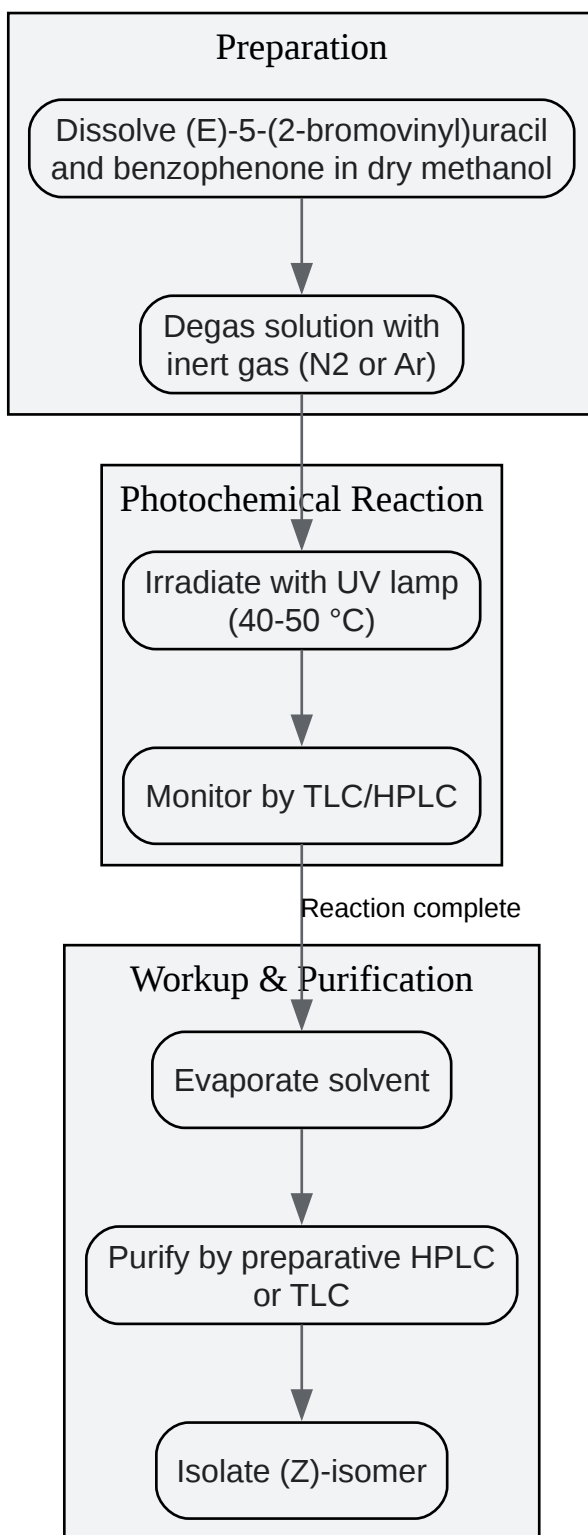 Preparation
Dissolve (E)-5-(2-bromovinyl)uracil
and benzophenone in dry methanol
Degas solution with
inert gas (N2 or Ar)
Photochemical Reaction
Irradiate with UV lamp
(40-50 °C)
Monitor by TLC/HPLC
Reaction complete
Workup & Purification
Evaporate solvent
Purify by preparative HPLC
or TLC
Isolate (Z)-isomer